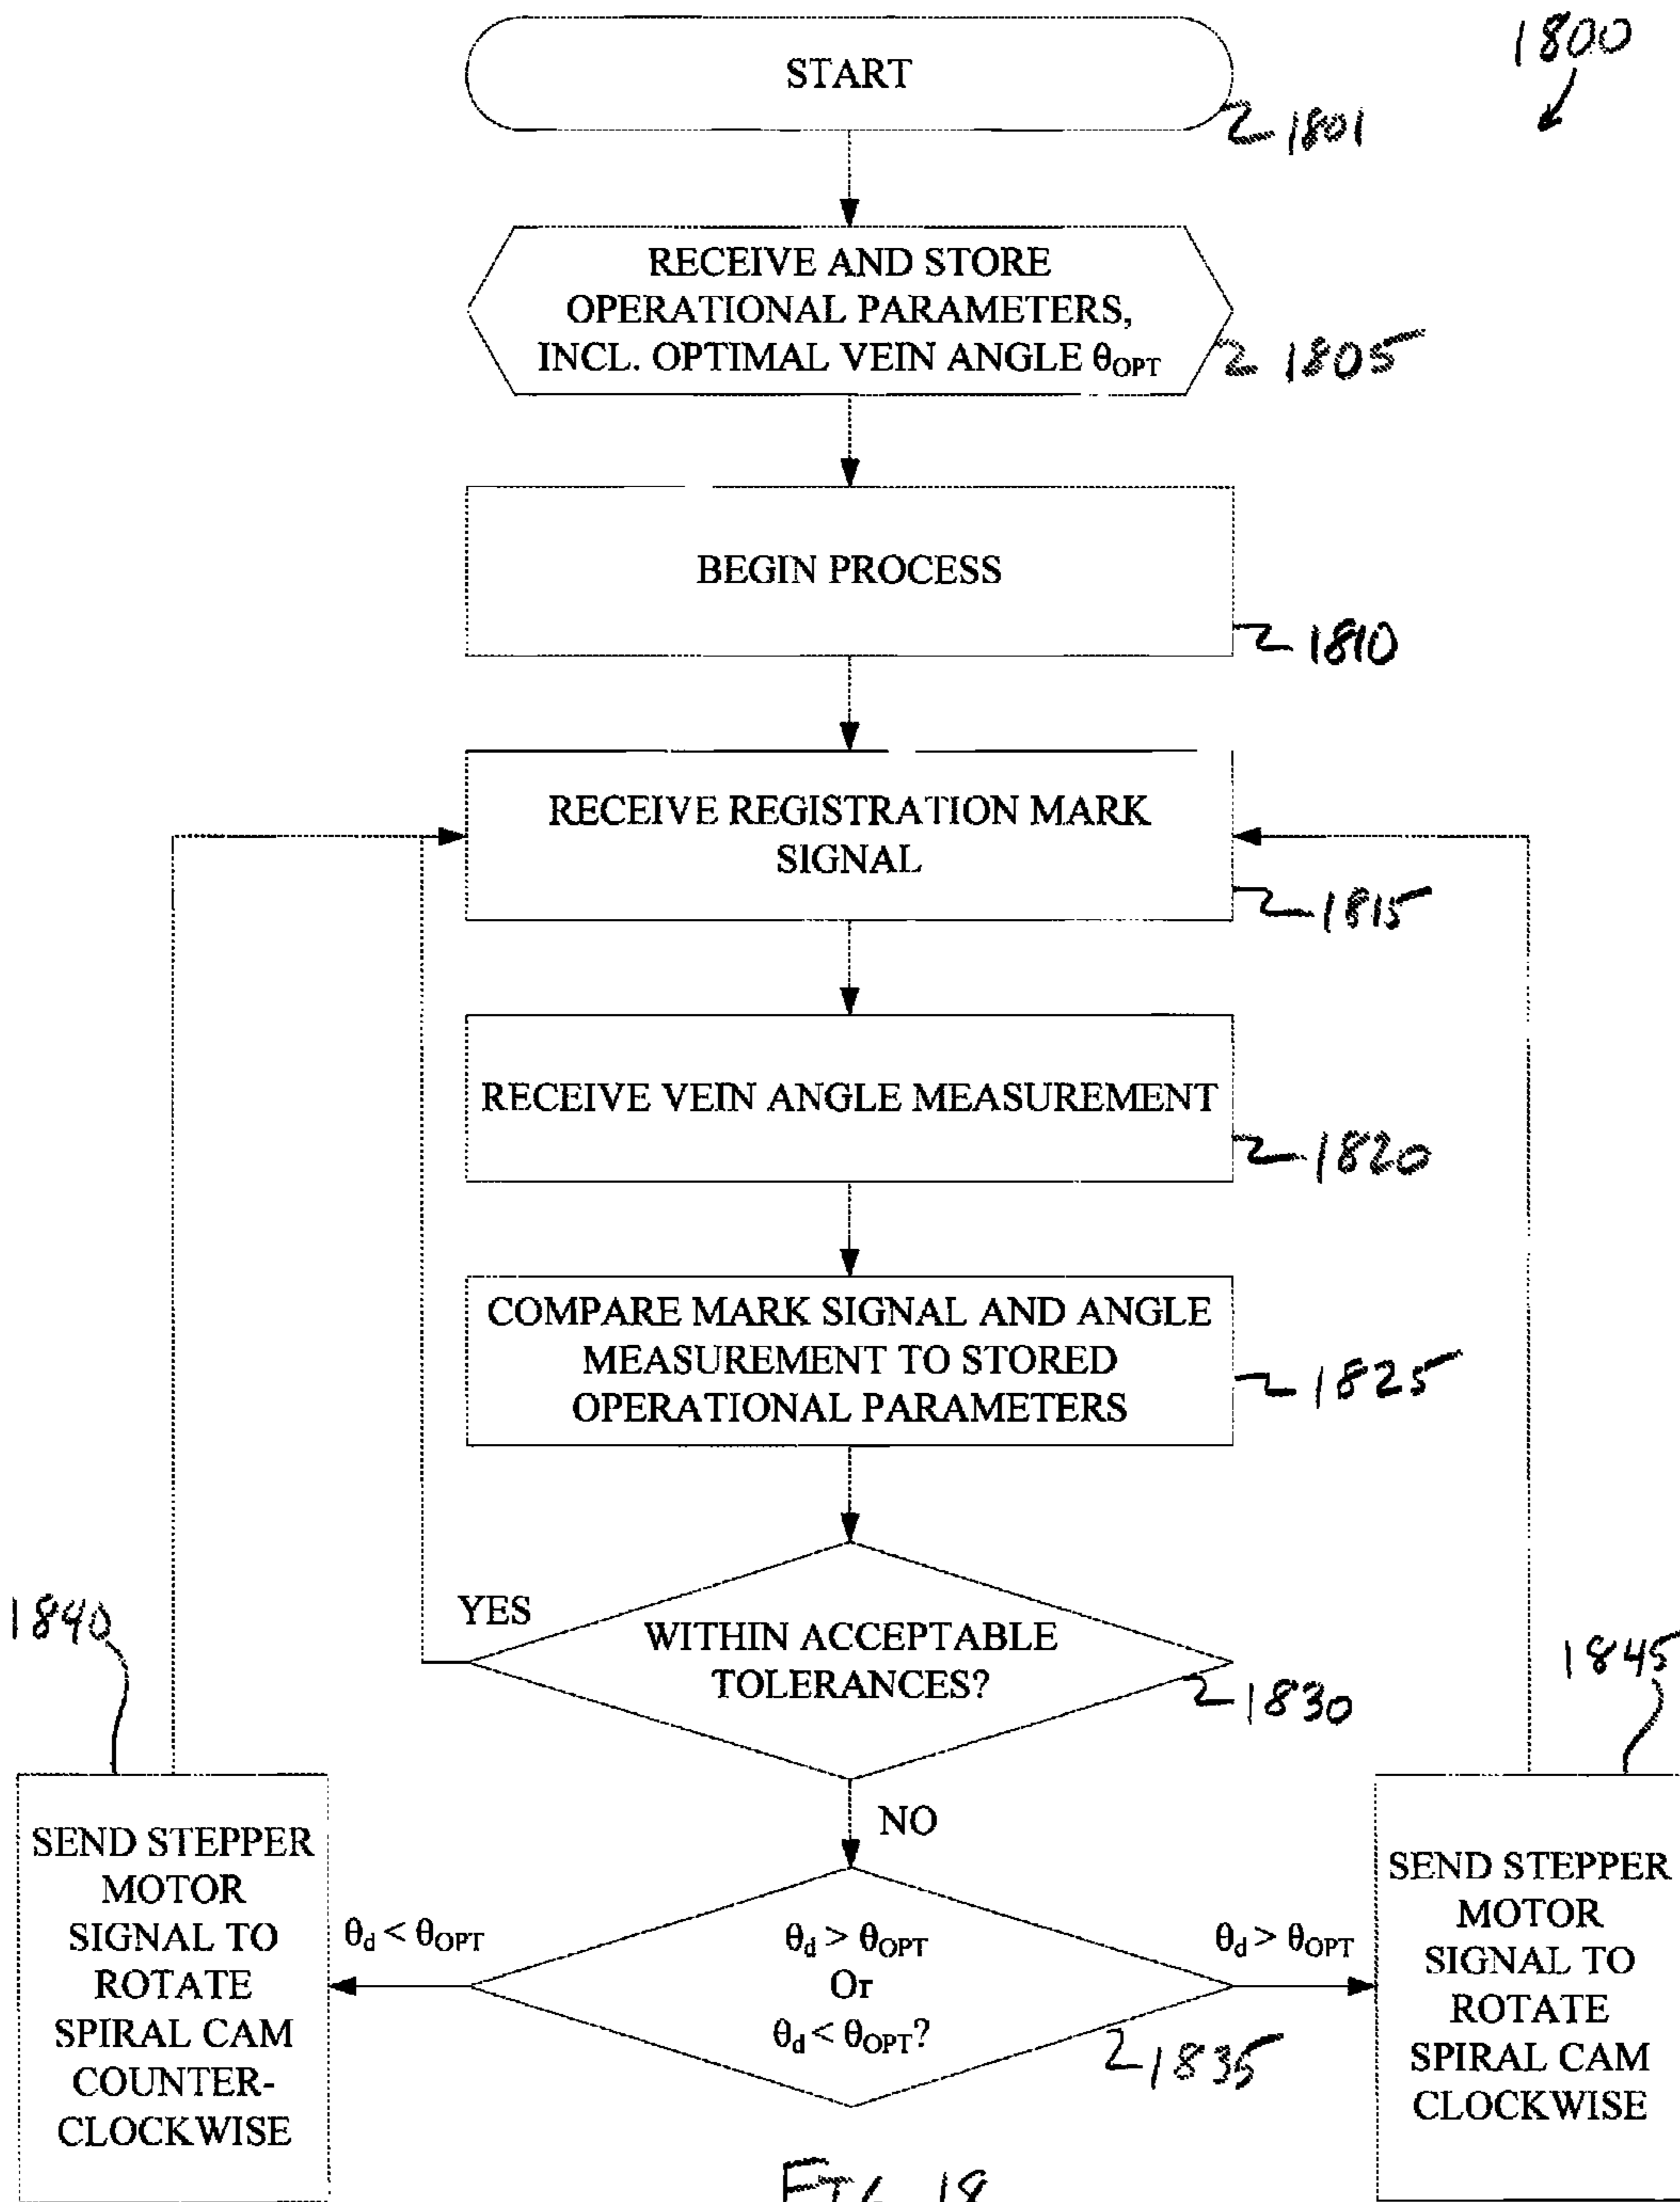 START
1800
1801
RECEIVE AND STORE
OPERATIONAL PARAMETERS,
INCL. OPTIMAL VEIN ANGLE θOPT
1805
BEGIN PROCESS
1810
RECEIVE REGISTRATION MARK
SIGNAL
1815
RECEIVE VEIN ANGLE MEASUREMENT
1820
COMPARE MARK SIGNAL AND ANGLE
MEASUREMENT TO STORED
OPERATIONAL PARAMETERS
1825
YES
WITHIN ACCEPTABLE
TOLERANCES?
1830
NO
1840
SEND STEPPER
MOTOR
SIGNAL TO
ROTATE
SPIRAL CAM
COUNTER-
CLOCKWISE
θd < θOPT
θd > θOPT
Or
θd < θOPT?
1835
θd > θOPT
1845
SEND STEPPER
MOTOR
SIGNAL TO
ROTATE
SPIRAL CAM
CLOCKWISE
FIG. 18